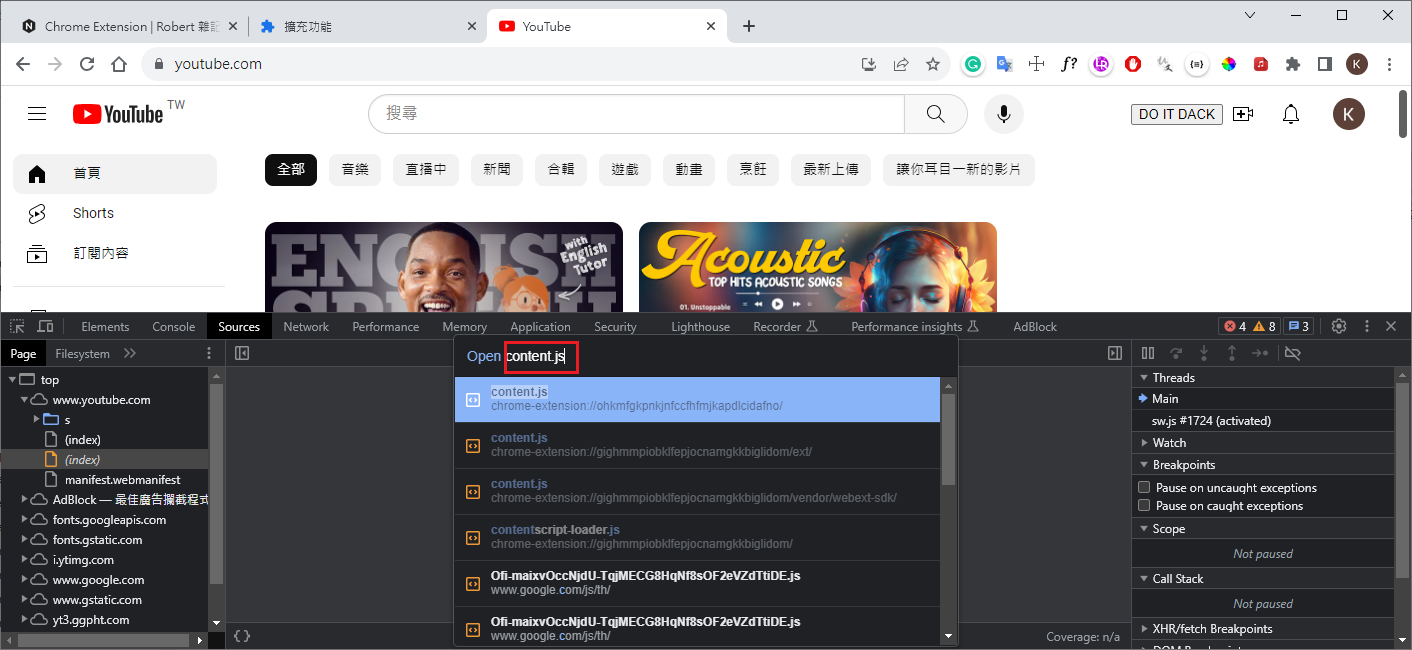 Chrome Extension | Robert 雜記
擴充功能
YouTube
youtube.com
f?
K
YouTube TW
搜尋
DO IT DACK
K
首頁
Shorts
訂閱內容
全部 音樂 直播中 新聞 合輯 遊戲 動畫 烹飪 最新上傳 讓你耳目一新的影片
ENGLISH
with English Tutor
Acoustic
TOP HITS ACOUSTIC SONGS
01. Unstoppable
Elements Console Sources Network Performance Memory Application Security Lighthouse Recorder Performance insights AdBlock 4 8 3
Page Filesystem
top
www.youtube.com
s
(index)
(index)
manifest.webmanifest
AdBlock — 最佳廣告攔截程式
fonts.googleapis.com
fonts.gstatic.com
i.ytimg.com
www.google.com
www.gstatic.com
yt3.ggpht.com
{ }
Open content.js
content.js
chrome-extension://ohkmfgkpnkjnfccfhfmjkapdlcidafno/
content.js
chrome-extension://gighmmpiobklfepjocnamgkkbiglidom/ext/
content.js
chrome-extension://gighmmpiobklfepjocnamgkkbiglidom/vendor/webext-sdk/
contentscript-loader.js
chrome-extension://gighmmpiobklfepjocnamgkkbiglidom/
Ofi-maixvOccNjdU-TqjMECG8HqNf8sOF2eVZdTtiDE.js
www.google.com/js/th/
Ofi-maixvOccNjdU-TqjMECG8HqNf8sOF2eVZdTtiDE.js
www.google.com/js/th/
Coverage: n/a
Threads
Main
sw.js #1724 (activated)
Watch
Breakpoints
Pause on uncaught exceptions
Pause on caught exceptions
Scope
Not paused
Call Stack
Not paused
XHR/fetch Breakpoints